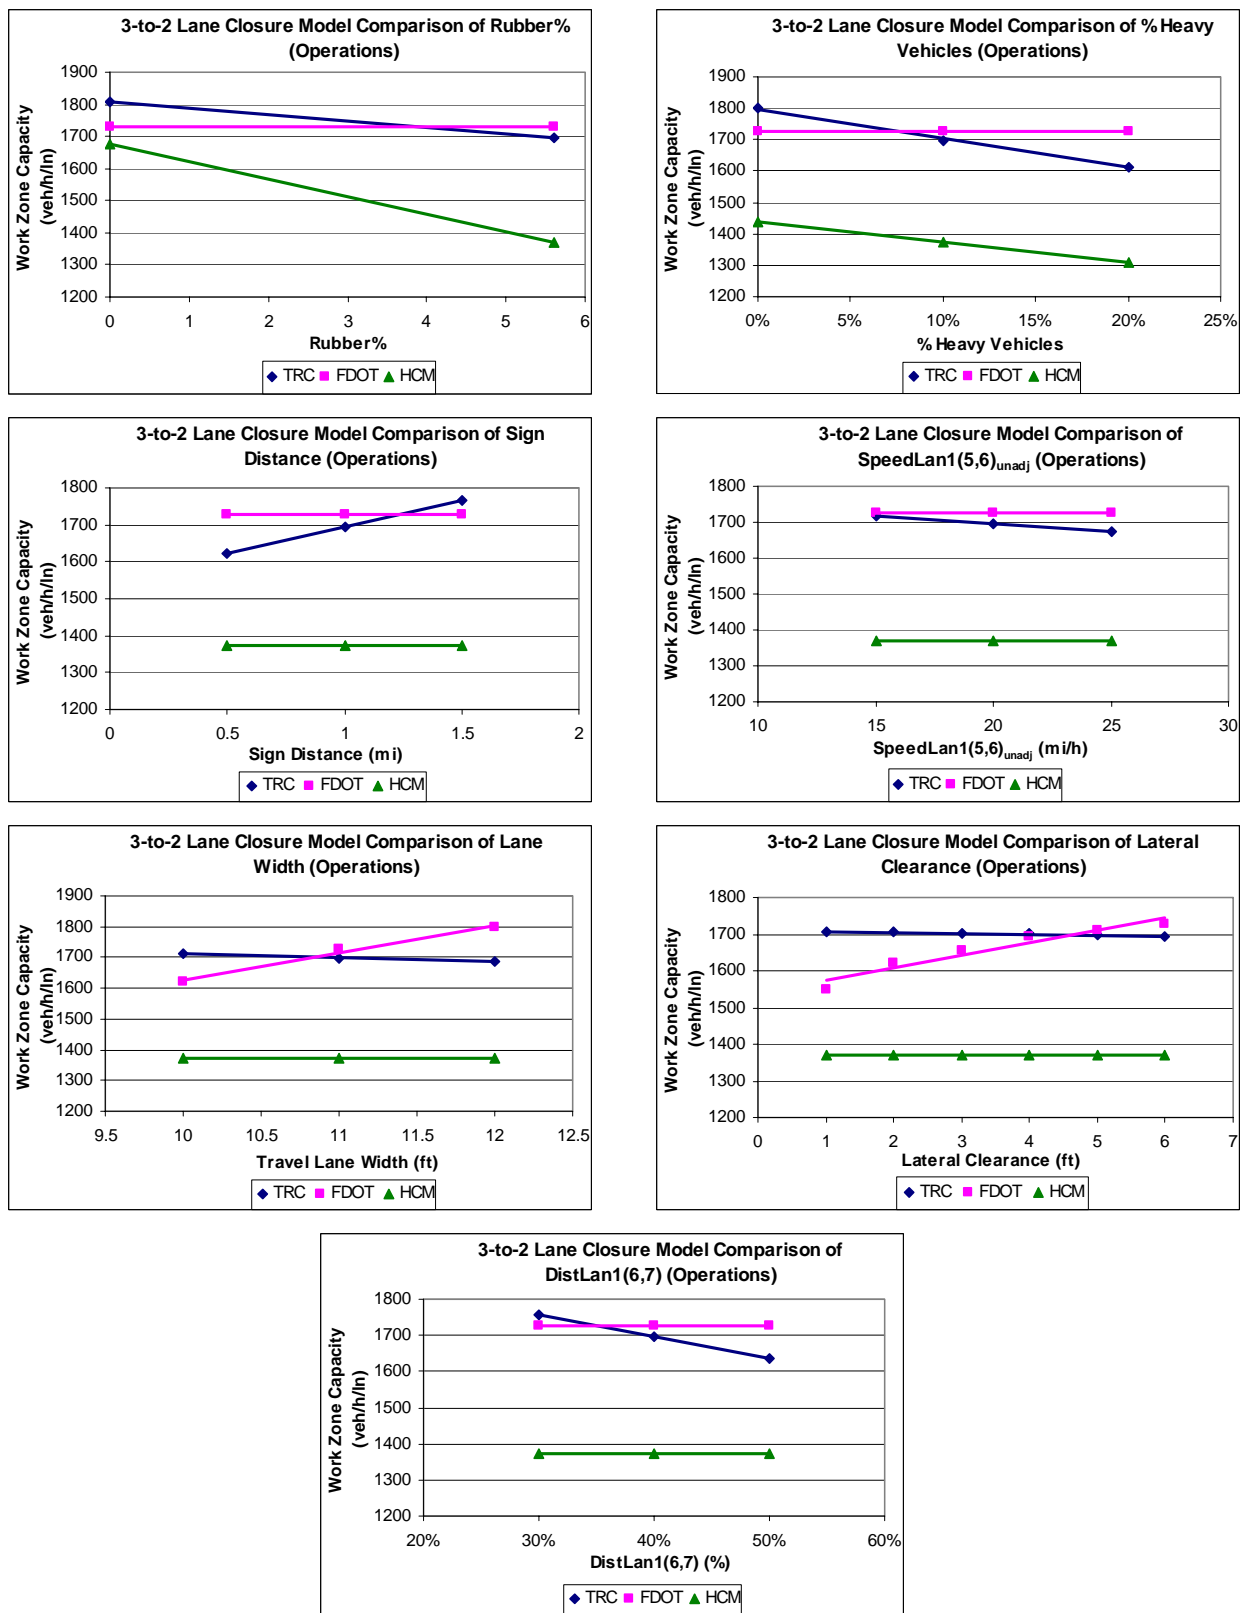 3-to-2 Lane Closure Model Comparison of Rubber%
(Operations)
Work Zone Capacity
(veh/h/ln)
1900
1800
1700
1600
1500
1400
1300
1200
0 1 2 3 4 5 6
Rubber%
TRC FDOT HCM
3-to-2 Lane Closure Model Comparison of %Heavy
Vehicles (Operations)
Work Zone Capacity
(veh/h/ln)
1900
1800
1700
1600
1500
1400
1300
1200
0% 5% 10% 15% 20% 25%
%Heavy Vehicles
TRC FDOT HCM
3-to-2 Lane Closure Model Comparison of Sign
Distance (Operations)
Work Zone Capacity
(veh/h/ln)
1800
1700
1600
1500
1400
1300
1200
0 0.5 1 1.5 2
Sign Distance (mi)
TRC FDOT HCM
3-to-2 Lane Closure Model Comparison of
SpeedLan1(5,6)unadj (Operations)
Work Zone Capacity
(veh/h/ln)
1800
1700
1600
1500
1400
1300
1200
10 15 20 25 30
SpeedLan1(5,6)unadj (mi/h)
TRC FDOT HCM
3-to-2 Lane Closure Model Comparison of Lane
Width (Operations)
Work Zone Capacity
(veh/h/ln)
1900
1800
1700
1600
1500
1400
1300
1200
9.5 10 10.5 11 11.5 12 12.5
Travel Lane Width (ft)
TRC FDOT HCM
3-to-2 Lane Closure Model Comparison of Lateral
Clearance (Operations)
Work Zone Capacity
(veh/h/ln)
1800
1700
1600
1500
1400
1300
1200
0 1 2 3 4 5 6 7
Lateral Clearance (ft)
TRC FDOT HCM
3-to-2 Lane Closure Model Comparison of
DistLan1(6,7) (Operations)
Work Zone Capacity
(veh/h/ln)
1800
1700
1600
1500
1400
1300
1200
20% 30% 40% 50% 60%
DistLan1(6,7) (%)
TRC FDOT HCM